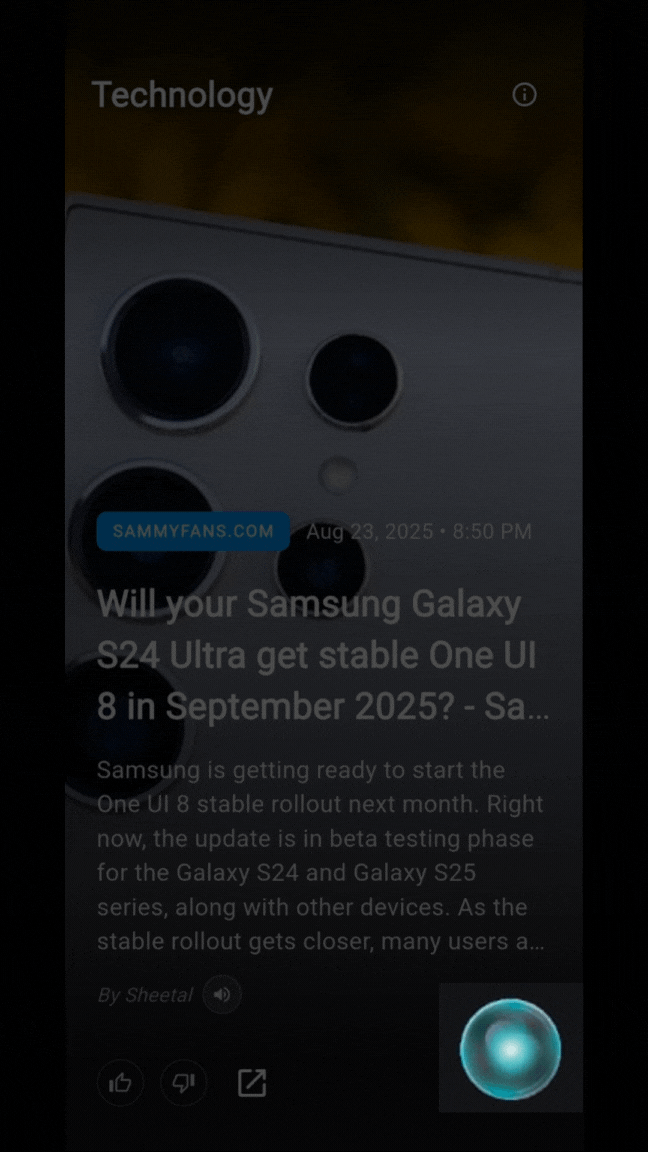 Technology
SAMMYFANS.COM Aug 23, 2025 • 8:50 PM
Will your Samsung Galaxy
S24 Ultra get stable One UI
8 in September 2025? - Sa...
Samsung is getting ready to start the
One UI 8 stable rollout next month. Right
now, the update is in beta testing phase
for the Galaxy S24 and Galaxy S25
series, along with other devices. As the
stable rollout gets closer, many users a...
By Sheetal